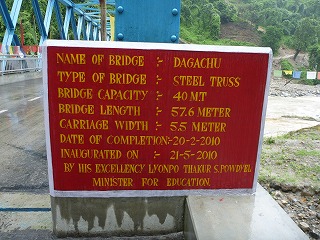 NAME OF BRIDGE :- DAGACHU
TYPE OF BRIDGE :- STEEL TRUSS
BRIDGE CAPACITY :- 40 M.T
BRIDGE LENGTH :- 57.6 METER
CARRIAGE WIDTH :- 5.5 METER
DATE OF COMPLETION:-20-2-2010
INAUGURATED ON :- 21-5-2010
BY HIS EXCELLENCY LYONPO THAKUR S.POWDYEL
MINISTER FOR EDUCATION.